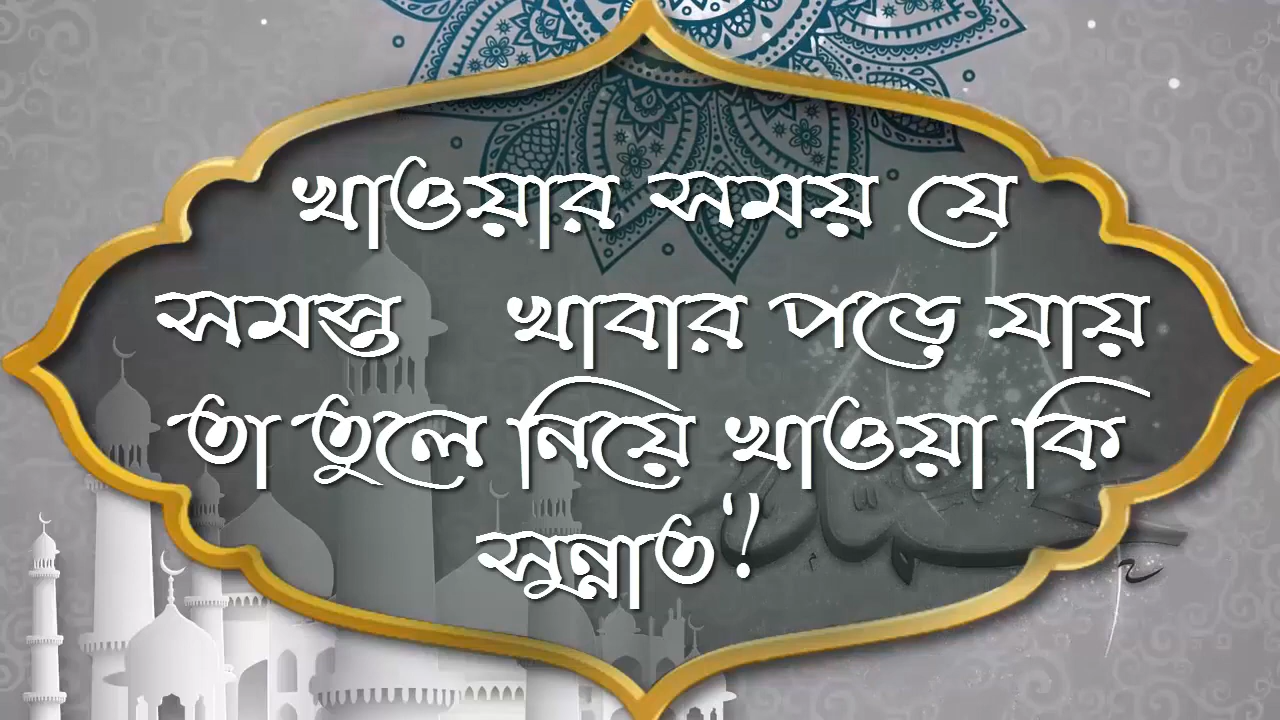 খাওয়ার সময় যে
সমস্ত খাবার পড়ে যায়
তা তুলে নিয়ে খাওয়া কি
সুন্নাত'!